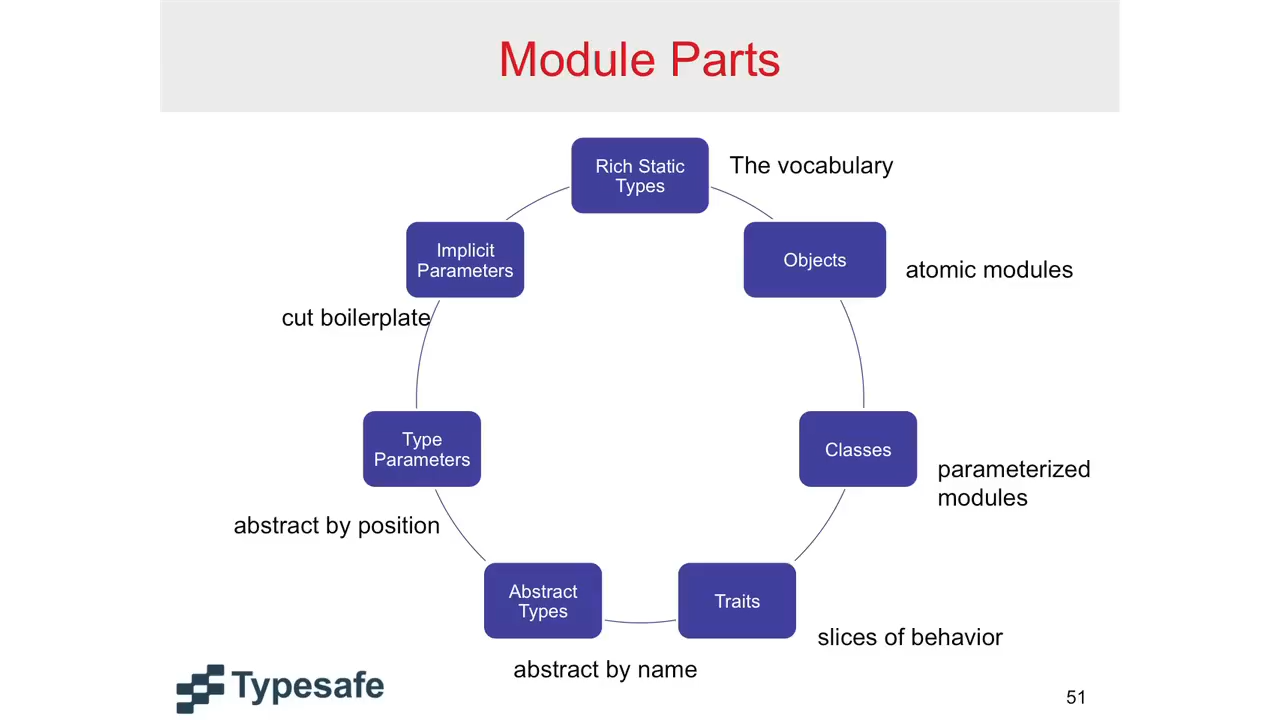 Module Parts
Rich Static
Types
The vocabulary
Objects
atomic modules
Classes
parameterized
modules
Traits
slices of behavior
Abstract
Types
abstract by name
Type
Parameters
abstract by position
Implicit
Parameters
cut boilerplate
Typesafe
51